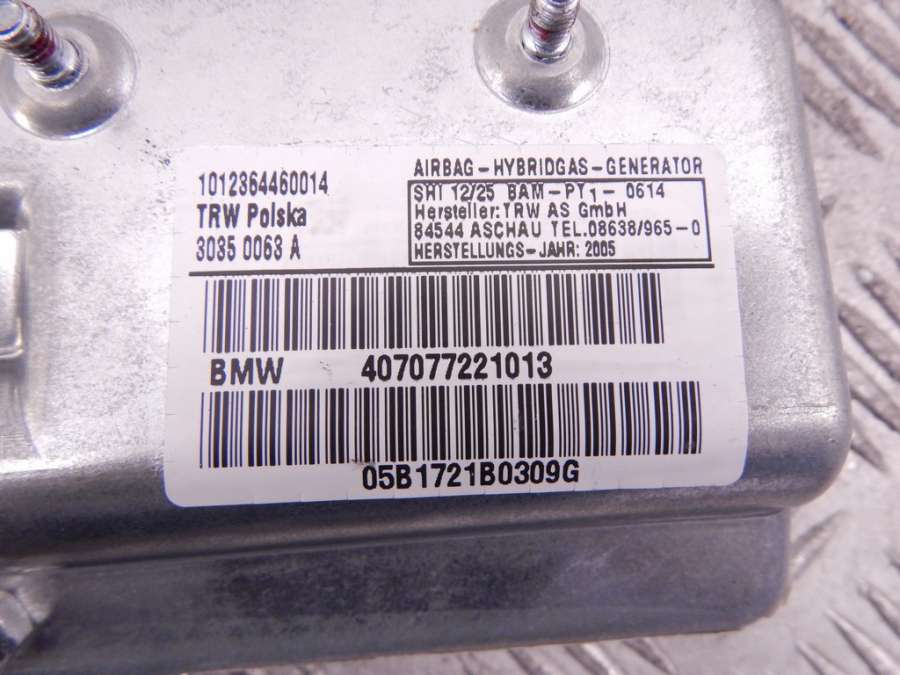 1012364460014
TRW Polska
3035 0063 A
AIRBAG-HYBRIDGAS-GENERATOR
SHI 12/25 BAM-PT1-0614
Hersteller: TRW AS GmbH
84544 ASCHAU TEL.08638/965-0
HERSTELLUNGS-JAHR: 2005
BMW 407077221013
05B1721B0309G